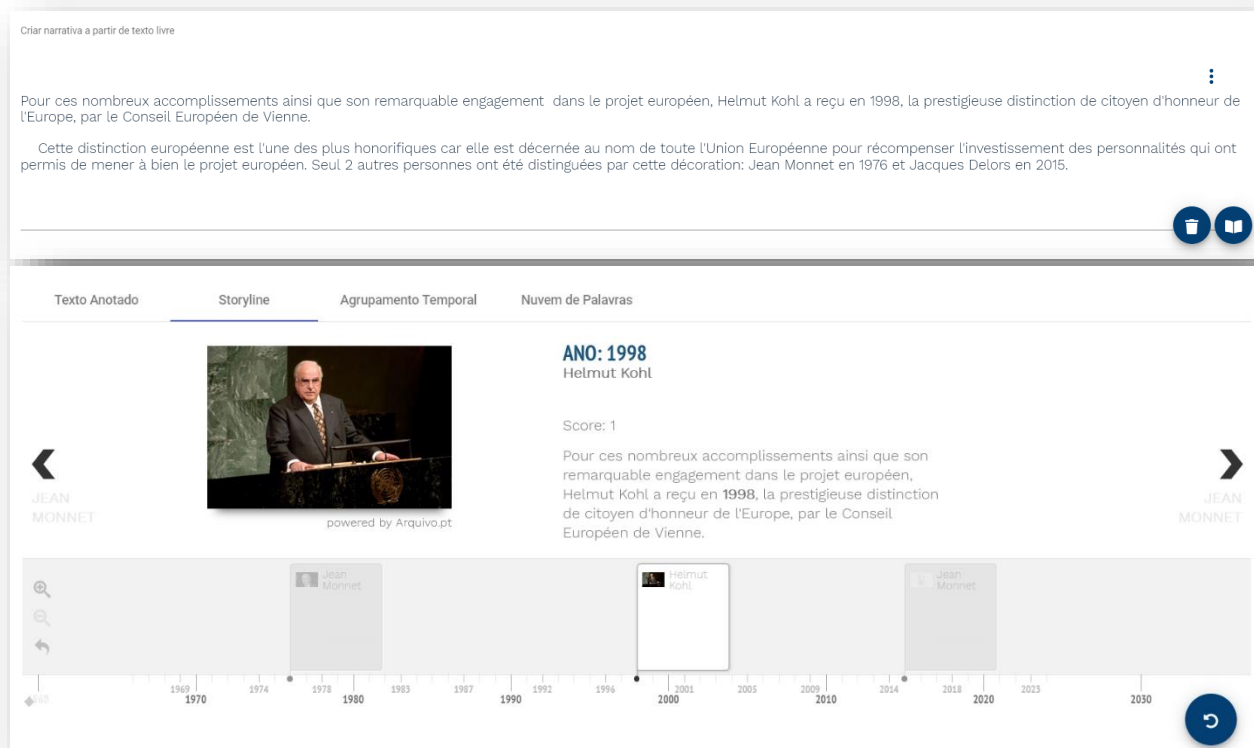 Criar narrativa a partir de texto livre
Pour ces nombreux accomplissements ainsi que son remarquable engagement  dans le projet européen, Helmut Kohl a reçu en 1998, la prestigieuse distinction de citoyen d'honneur de
l'Europe, par le Conseil Européen de Vienne.
Cette distinction européenne est l'une des plus honorifiques car elle est décernée au nom de toute l'Union Européenne pour récompenser l'investissement des personnalités qui ont
permis de mener à bien le projet européen. Seul 2 autres personnes ont été distinguées par cette décoration: Jean Monnet en 1976 et Jacques Delors en 2015.
Texto Anotado Storyline Agrupamento Temporal Nuvem de Palavras
ANO: 1998
Helmut Kohl
Score: 1
Pour ces nombreux accomplissements ainsi que son
remarquable engagement dans le projet européen,
Helmut Kohl a reçu en 1998, la prestigieuse distinction
de citoyen d'honneur de l'Europe, par le Conseil
Européen de Vienne.
powered by Arquivo.pt
JEAN
MONNET
JEAN
MONNET
Jean
Monnet
Helmut
Kohl
Jean
Monnet
1969 1974 1978 1983 1987 1992 1996 2001 2005 2009 2014 2018 2023
1970 1980 1990 2000 2010 2020 2030